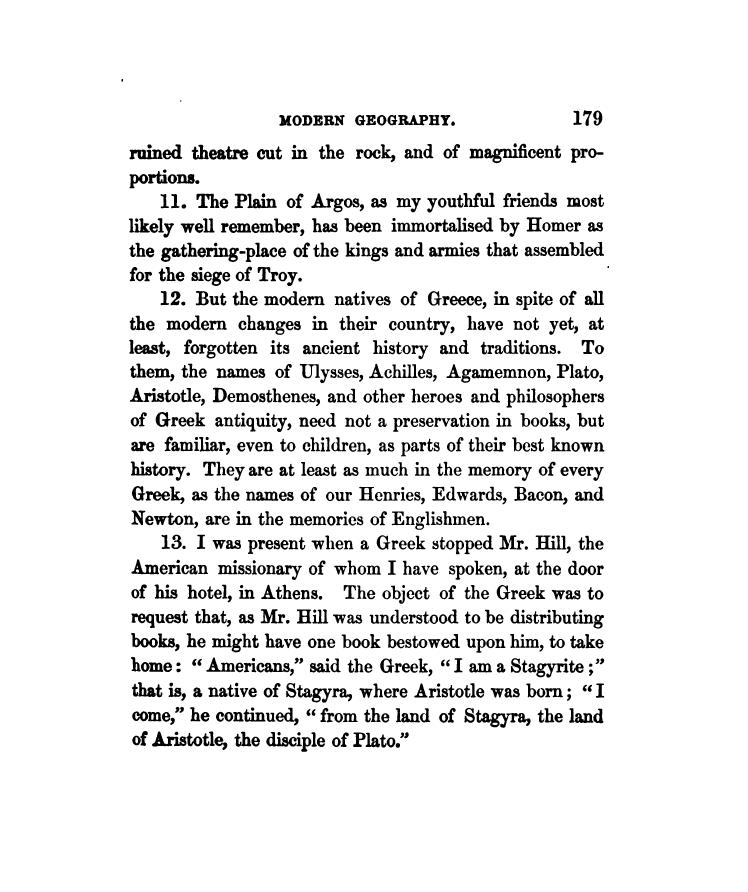 MODERN GEOGRAPHY. 179
ruined theatre cut in the rock, and of magnificent pro-
portions.
11. The Plain of Argos, as my youthful friends most
likely well remember, has been immortalised by Homer as
the gathering-place of the kings and armies that assembled
for the siege of Troy.
12. But the modern natives of Greece, in spite of all
the modern changes in their country, have not yet, at
least, forgotten its ancient history and traditions. To
them, the names of Ulysses, Achilles, Agamemnon, Plato,
Aristotle, Demosthenes, and other heroes and philosophers
of Greek antiquity, need not a preservation in books, but
are familiar, even to children, as parts of their best known
history. They are at least as much in the memory of every
Greek, as the names of our Henries, Edwards, Bacon, and
Newton, are in the memories of Englishmen.
13. I was present when a Greek stopped Mr. Hill, the
American missionary of whom I have spoken, at the door
of his hotel, in Athens. The object of the Greek was to
request that, as Mr. Hill was understood to be distributing
books, he might have one book bestowed upon him, to take
home: “Americans,” said the Greek, “I am a Stagyrite;”
that is, a native of Stagyra, where Aristotle was born; “I
come,” he continued, “from the land of Stagyra, the land
of Aristotle, the disciple of Plato.”